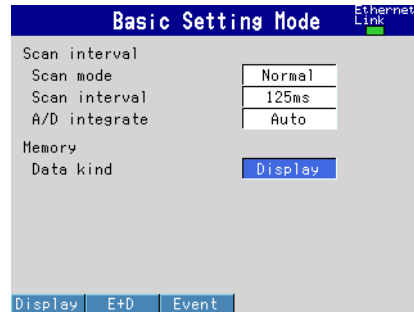 Basic Setting Mode
Ethernet
Link
Scan interval
Scan mode Normal
Scan interval 125ms
A/D integrate Auto
Memory
Data kind Display
Display E+D Event